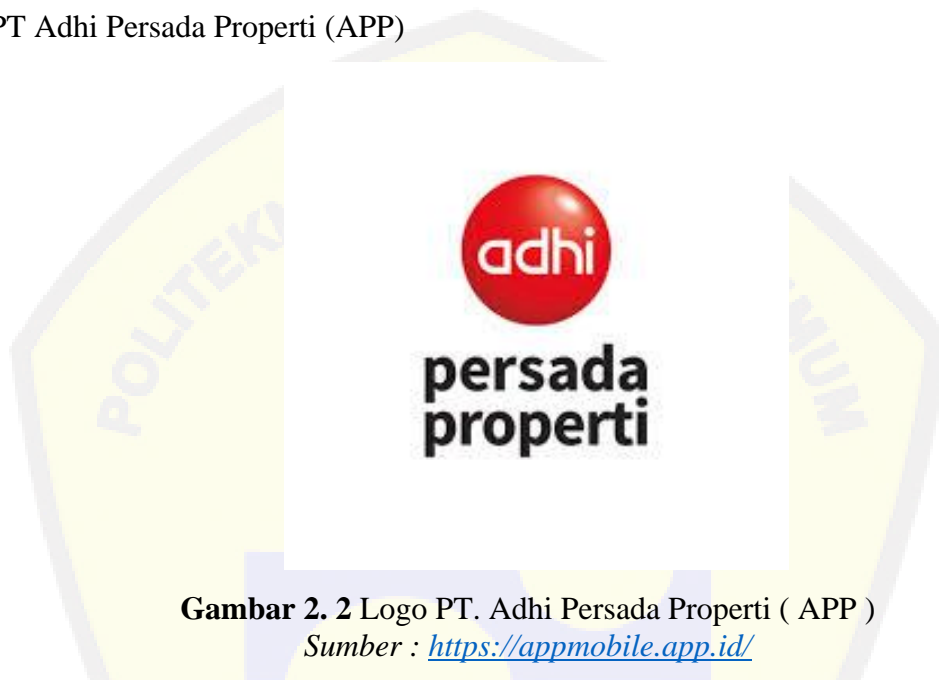 PT Adhi Persada Properti (APP)
adhi
persada
properti
Gambar 2. 2 Logo PT. Adhi Persada Properti ( APP )
Sumber : https://appmobile.app.id/